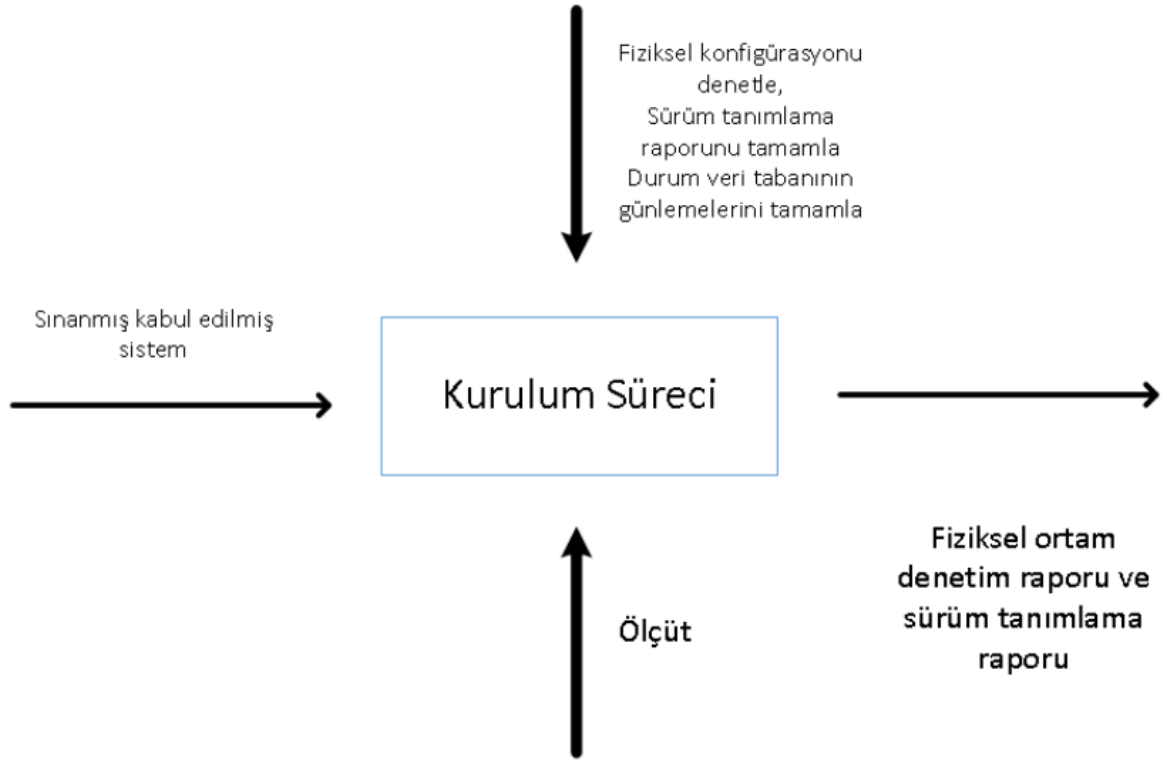 Fiziksel konfigürasyonu
denetle,
Sürüm tanımlama
raporunu tamamla
Durum veri tabanının
günlemelerini tamamla
Sınanmış kabul edilmiş
sistem
Kurulum Süreci
Fiziksel ortam
denetim raporu ve
sürüm tanımlama
raporu
Ölçüt